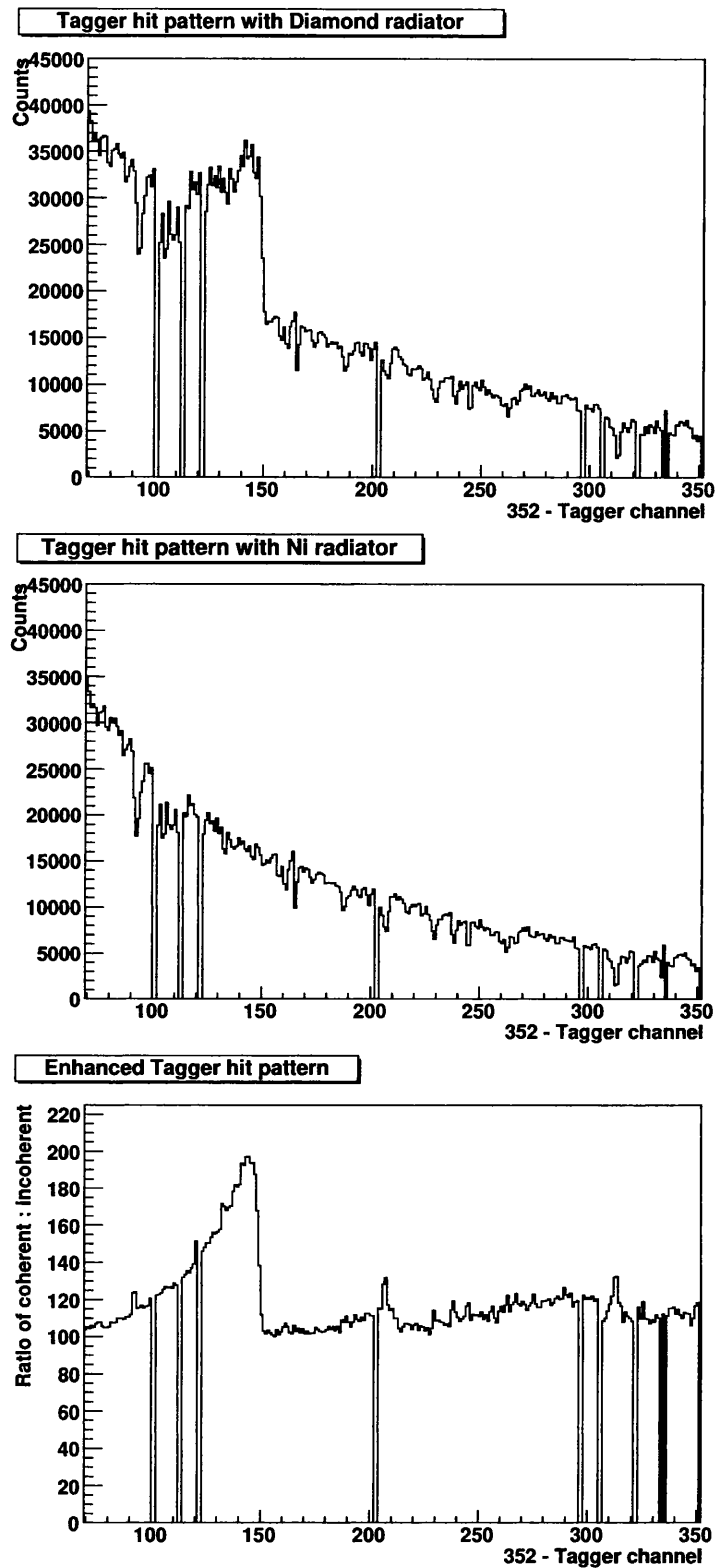 Tagger hit pattern with Diamond radiator
Counts
45000
40000
35000
30000
25000
20000
15000
10000
5000
0
100 150 200 250 300 350
352 - Tagger channel
Tagger hit pattern with Ni radiator
Counts
45000
40000
35000
30000
25000
20000
15000
10000
5000
0
100 150 200 250 300 350
352 - Tagger channel
Enhanced Tagger hit pattern
Ratio of coherent : incoherent
220
200
180
160
140
120
100
80
60
40
20
0
100 150 200 250 300 350
352 - Tagger channel